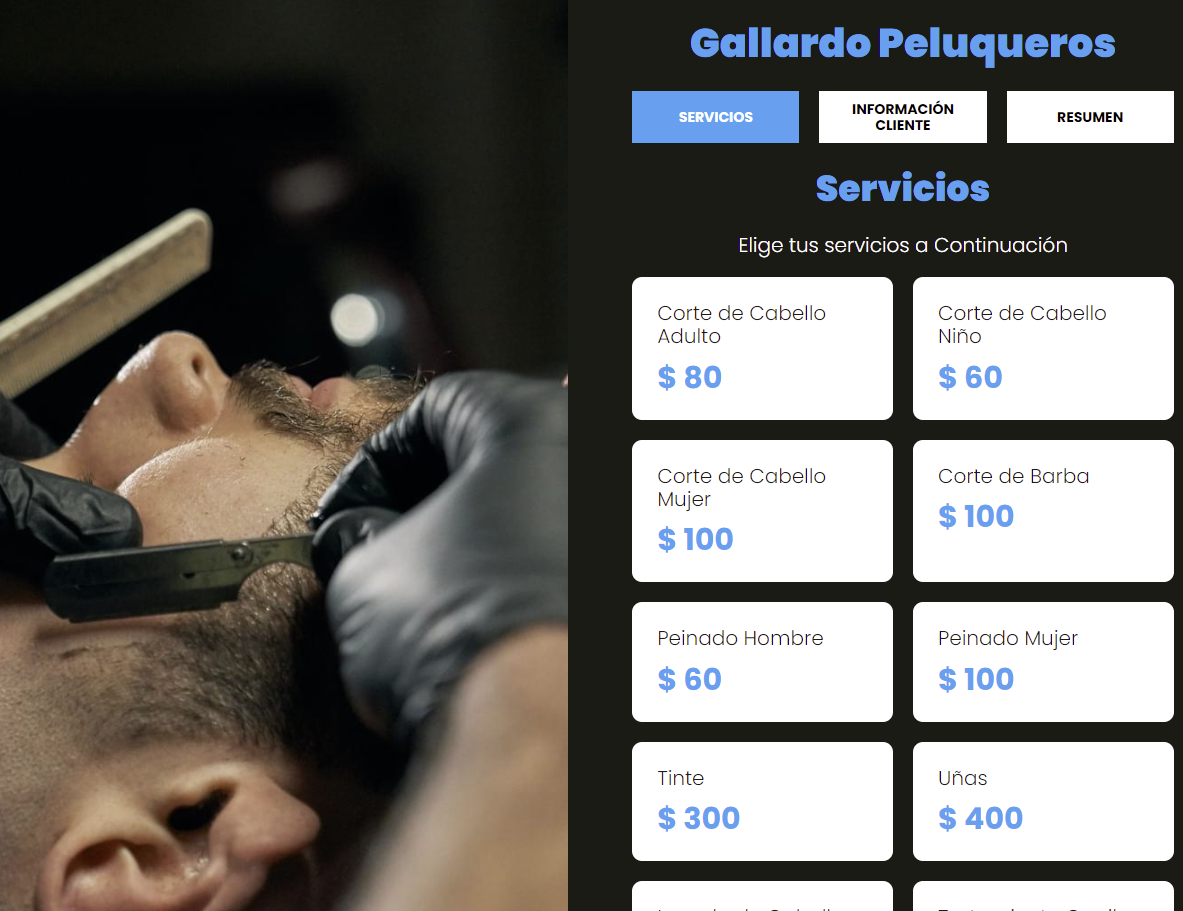 Gallardo Peluqueros
SERVICIOS
INFORMACIÓN
CLIENTE
RESUMEN
Servicios
Elige tus servicios a Continuación
Corte de Cabello
Adulto
$ 80
Corte de Cabello
Niño
$ 60
Corte de Cabello
Mujer
$ 100
Corte de Barba
$ 100
Peinado Hombre
$ 60
Peinado Mujer
$ 100
Tinte
$ 300
Uñas
$ 400